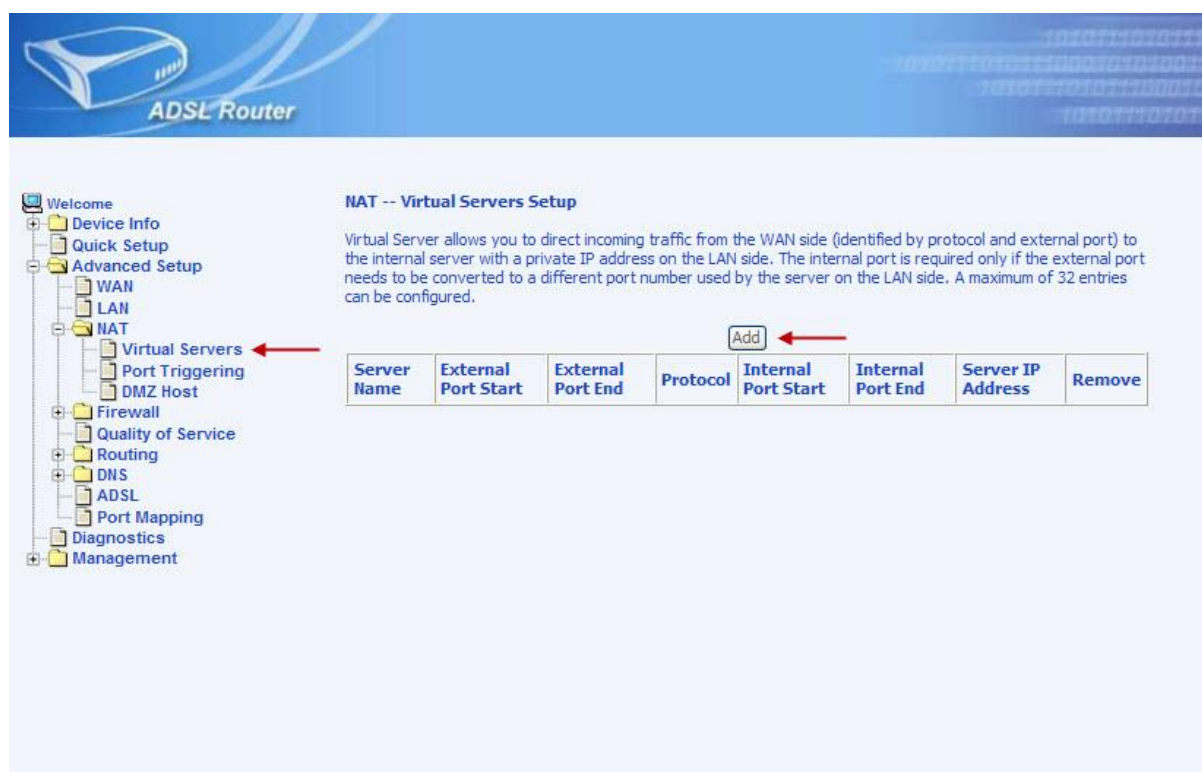 ADSL Router
Welcome
Device Info
Quick Setup
Advanced Setup
WAN
LAN
NAT
Virtual Servers
Port Triggering
DMZ Host
Firewall
Quality of Service
Routing
DNS
ADSL
Port Mapping
Diagnostics
Management
NAT -- Virtual Servers Setup
Virtual Server allows you to direct incoming traffic from the WAN side (identified by protocol and external port) to
the internal server with a private IP address on the LAN side. The internal port is required only if the external port
needs to be converted to a different port number used by the server on the LAN side. A maximum of 32 entries
can be configured.
Add
Server Name External Port Start External Port End Protocol Internal Port Start Internal Port End Server IP Address Remove